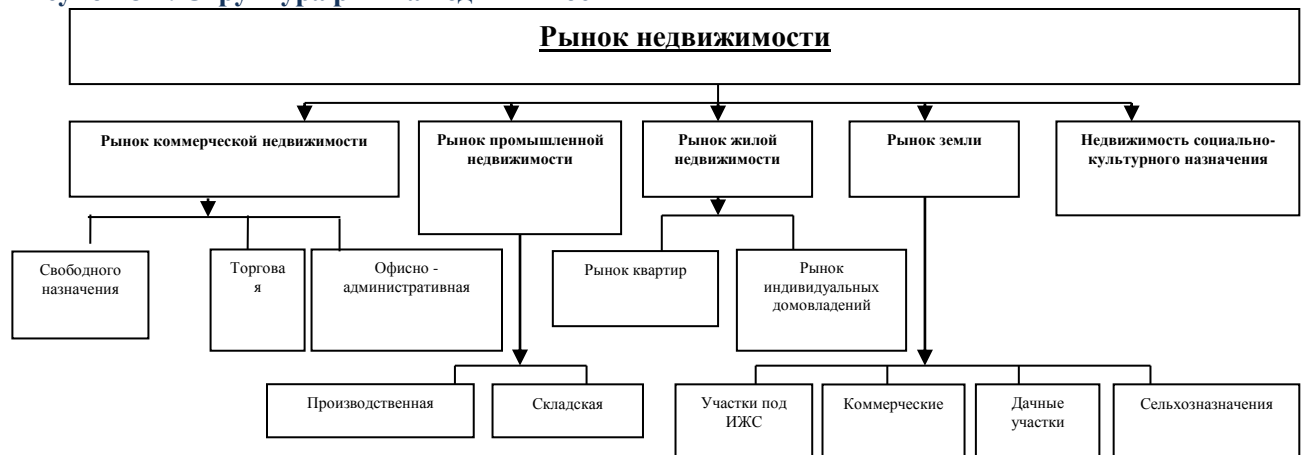 Рынок недвижимости
Рынок коммерческой недвижимости
Рынок промышленной
недвижимости
Рынок жилой
недвижимости
Рынок земли
Недвижимость социально-
культурного назначения
Свободного
назначения
Торгова
я
Офисно -
административная
Рынок квартир
Рынок
индивидуальных
домовладений
Производственная
Складская
Участки под
ИЖС
Коммерческие
Дачные
участки
Сельхозназначения